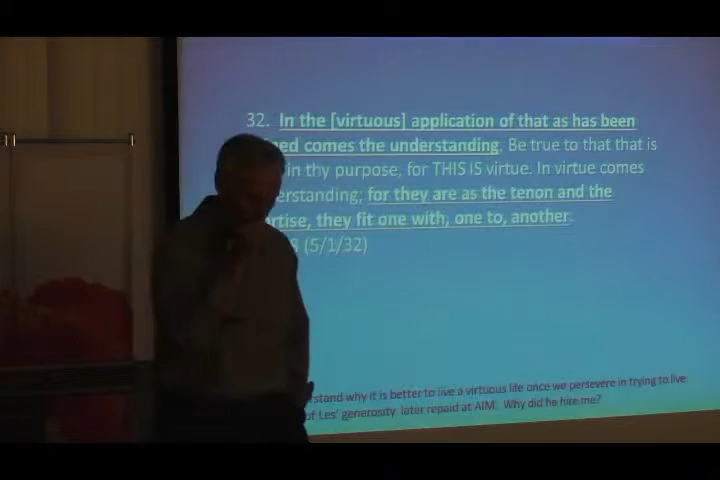 32. In the [virtuous] application of that as has been
ed comes the understanding. Be true to that that is
in thy purpose, for THIS IS virtue. In virtue comes
erstanding; for they are as the tenon and the
rtise, they fit one with, one to, another.
(5/1/32)
rstand why it is better to live a virtuous life once we persevere in trying to live
of Les' generosity later repaid at AIM. Why did he hire me?